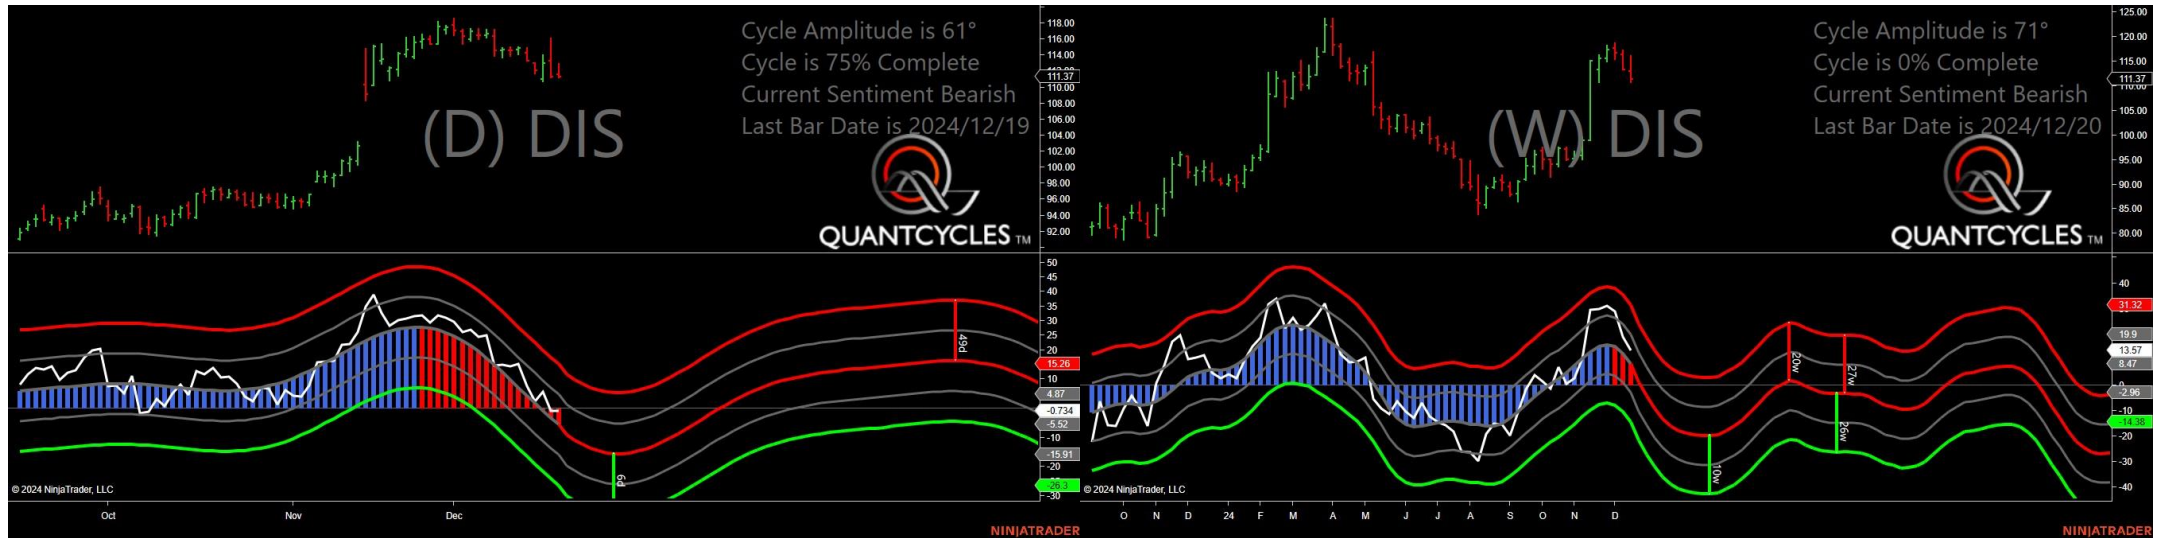 Cycle Amplitude is 61°
Cycle is 75% Complete
Current Sentiment Bearish
Last Bar Date is 2024/12/19
(D) DIS
QUANTCYCLES TM
118.00
116.00
114.00
111.37
110.00
108.00
106.00
104.00
102.00
100.00
98.00
96.00
94.00
92.00
50
45
40
35
30
25
20
15.26
10
4.87
-0.734
-5.52
-10
-15.91
-20
-26.3
-30
49d
6d
© 2024 NinjaTrader, LLC
Oct Nov Dec
NINJATRADER
Cycle Amplitude is 71°
Cycle is 0% Complete
Current Sentiment Bearish
Last Bar Date is 2024/12/20
(W) DIS
QUANTCYCLES TM
125.00
120.00
115.00
111.37
110.00
105.00
100.00
95.00
90.00
85.00
80.00
40
31.32
19.9
13.57
8.47
-2.96
-10
-14.38
-20
-30
-40
20w
27w
26w
10w
© 2024 NinjaTrader, LLC
O N D 24 F M A M J J A S O N D
NINJATRADER